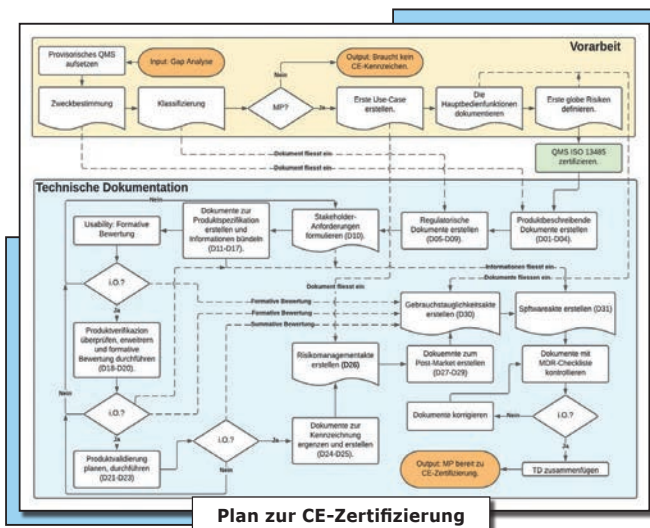 Vorarbeit
Provisorisches QMS
aufsetzen
Input: Gap Analyse
Output: Braucht kein
CE-Kennzeichen.
Nein
Zweckbestimmung
Klassifizierung
MP?
Ja
Erste Use-Case
erstellen.
Die
Hauptbedienfunktionen
dokumentieren
Erste globe Risiken
definieren.
QMS ISO 13485
zertifizieren.
Dokument fliesst ein
Dokument fliesst ein
Technische Dokumentation
Nein
Usability: Formative
Bewertung
Dokumente zur
Produktspezifikation
erstellen und
Informationen bündeln
(D11-D17).
Stakeholder-
Anforderungen
formulieren (D10).
Regulatorische
Dokumente erstellen
(D05-D09).
Produktbeschreibende
Dokumente erstellen
(D01-D04).
Informationen fliesst ein
Dokumente fliessen ein
Dokument fliesst ein
i.O.?
Ja
Formative Bewertung
Formative Bewertung
Summative Bewertung
Gebrauchstauglichkeitsakte
erstellen (D30)
Spftwareakte erstellen (D31)
Produktverifikazion
überprüfen, erweitrern
und formative
Bewertung durchführen
(D18-D20).
Risikomanagementakte
erstellen (D26)
Dokuemnte zum
Post-Market erstellen
(D27-D29)
Dokumente mit
MDR-Checkliste
kontrollieren
Nein
i.O.?
Ja
Produktvalidierung
planen, durchführen
(D21-D23)
i.O.?
Ja
Nein
Dokumente zur
Kennzeichnung
ergenzen und erstellen
(D24-D25).
Dokumente korrigieren
Nein
i.O.?
Ja
Output: MP bereit zu
CE-Zertifizierung.
TD zusammenfügen
Plan zur CE-Zertifizierung